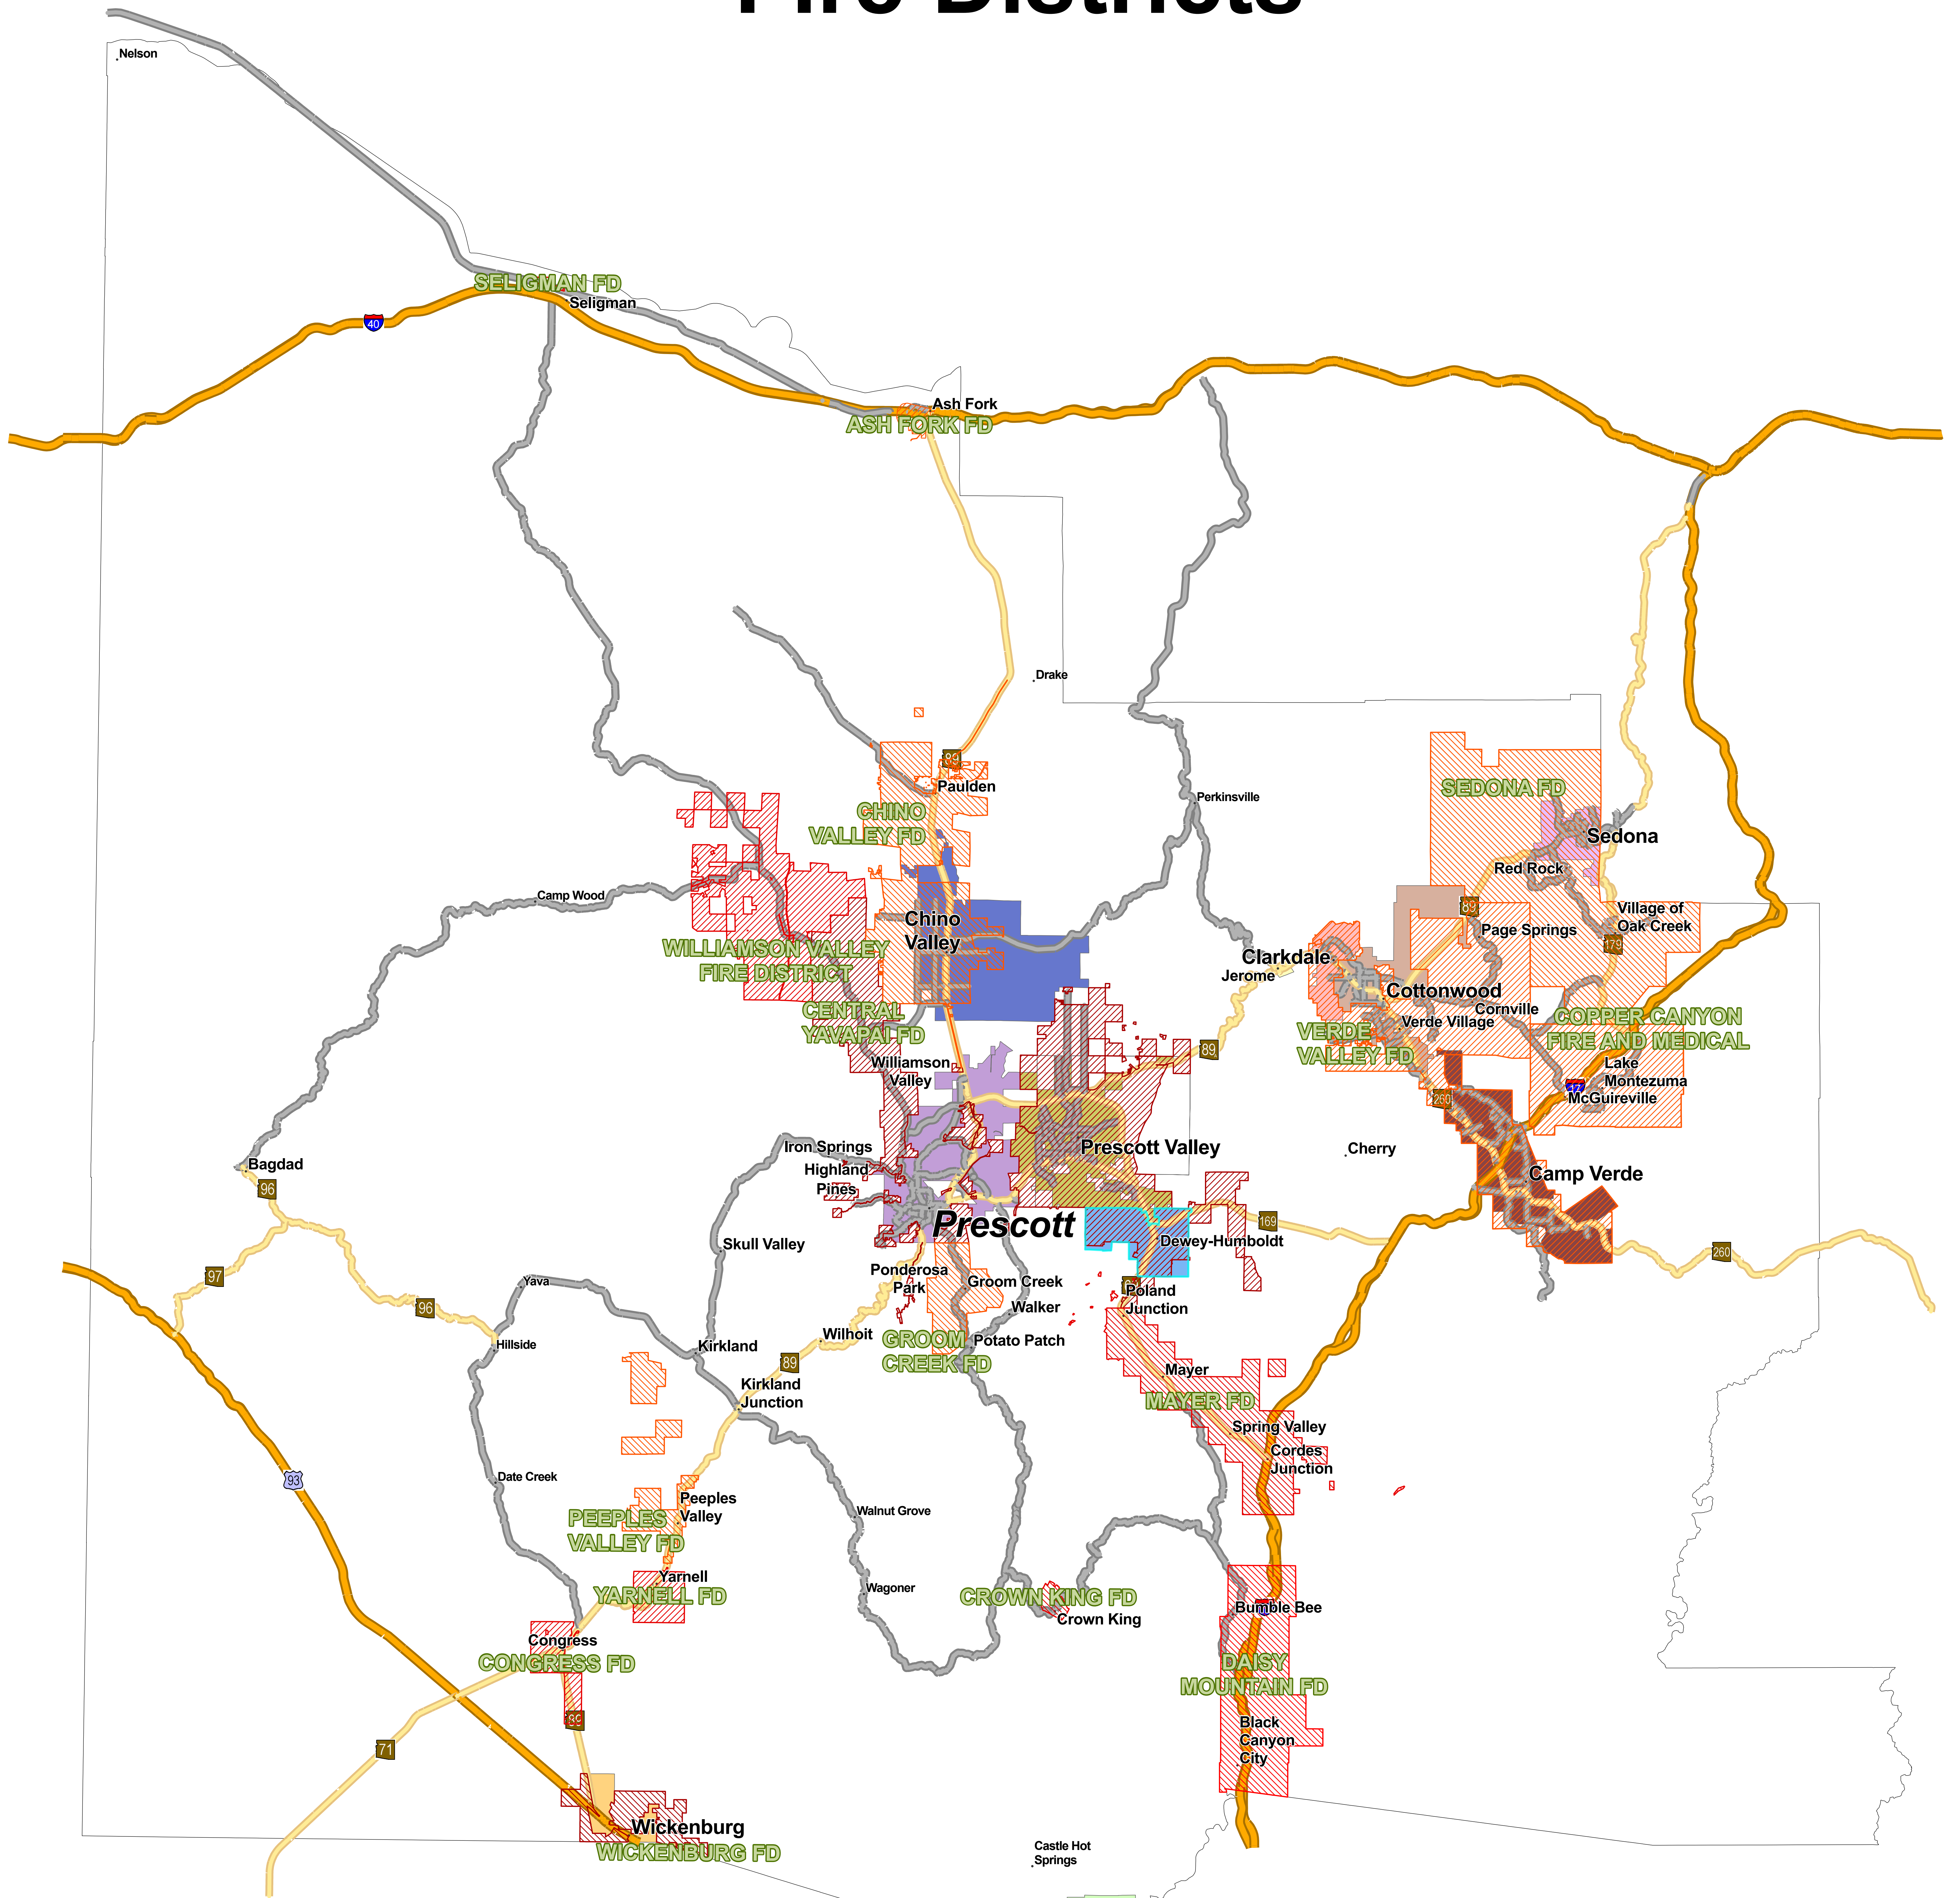 Fire Districts
Nelson
SELIGMAN FD
Seligman
40
Ash Fork
ASH FORK FD
Drake
89
Paulden
Perkinsville
CHINO
VALLEY FD
SEDONA FD
Sedona
Red Rock
Camp Wood
Chino
Valley
89
Village of
Oak Creek
Page Springs
179
WILLIAMSON VALLEY
FIRE DISTRICT
Clarkdale
Jerome
Cottonwood
Cornville
CENTRAL
YAVAPAI FD
Verde Village
VERDE
VALLEY FD
COPPER CANYON
FIRE AND MEDICAL
89
Williamson
Valley
Lake
Montezuma
17
McGuireville
260
Iron Springs
Highland
Pines
Prescott Valley
Cherry
Bagdad
96
Camp Verde
Prescott
169
Skull Valley
Dewey-Humboldt
260
97
Ponderosa
Park
Groom Creek
Yava
Poland
Junction
96
Walker
Wilhoit
GROOM
CREEK FD
Potato Patch
Hillside
Kirkland
89
Mayer
Kirkland
Junction
MAYER FD
Spring Valley
Cordes
Junction
93
Date Creek
Peeples
Valley
PEEPLES
VALLEY FD
Walnut Grove
Yarnell
YARNELL FD
Wagoner
CROWN KING FD
Crown King
Bumble Bee
Congress
CONGRESS FD
DAISY
MOUNTAIN FD
89
71
Black
Canyon
City
Wickenburg
WICKENBURG FD
Castle Hot
Springs